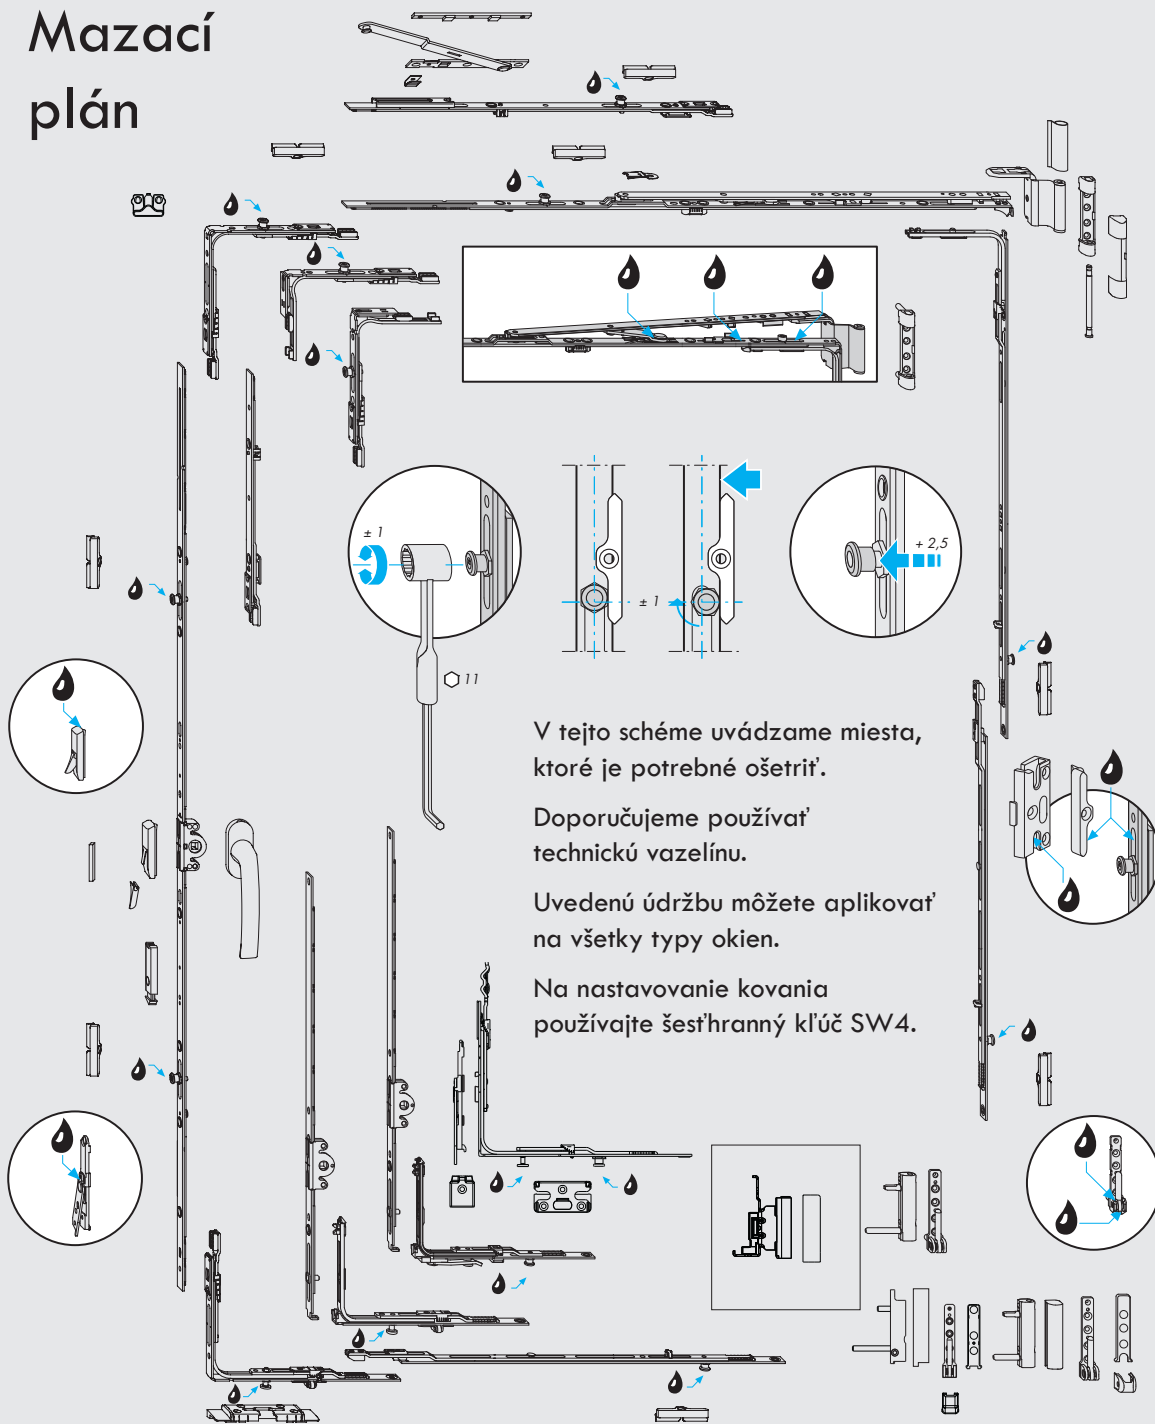 Mazací
plán
± 1
± 1
+ 2,5
11
V tejto schéme uvádzame miesta,
ktoré je potrebné ošetriť.
Doporučujeme používať
technickú vazelínu.
Uvedenú údržbu môžete aplikovať
na všetky typy okien.
Na nastavovanie kovania
používajte šesťhranný kľúč SW4.